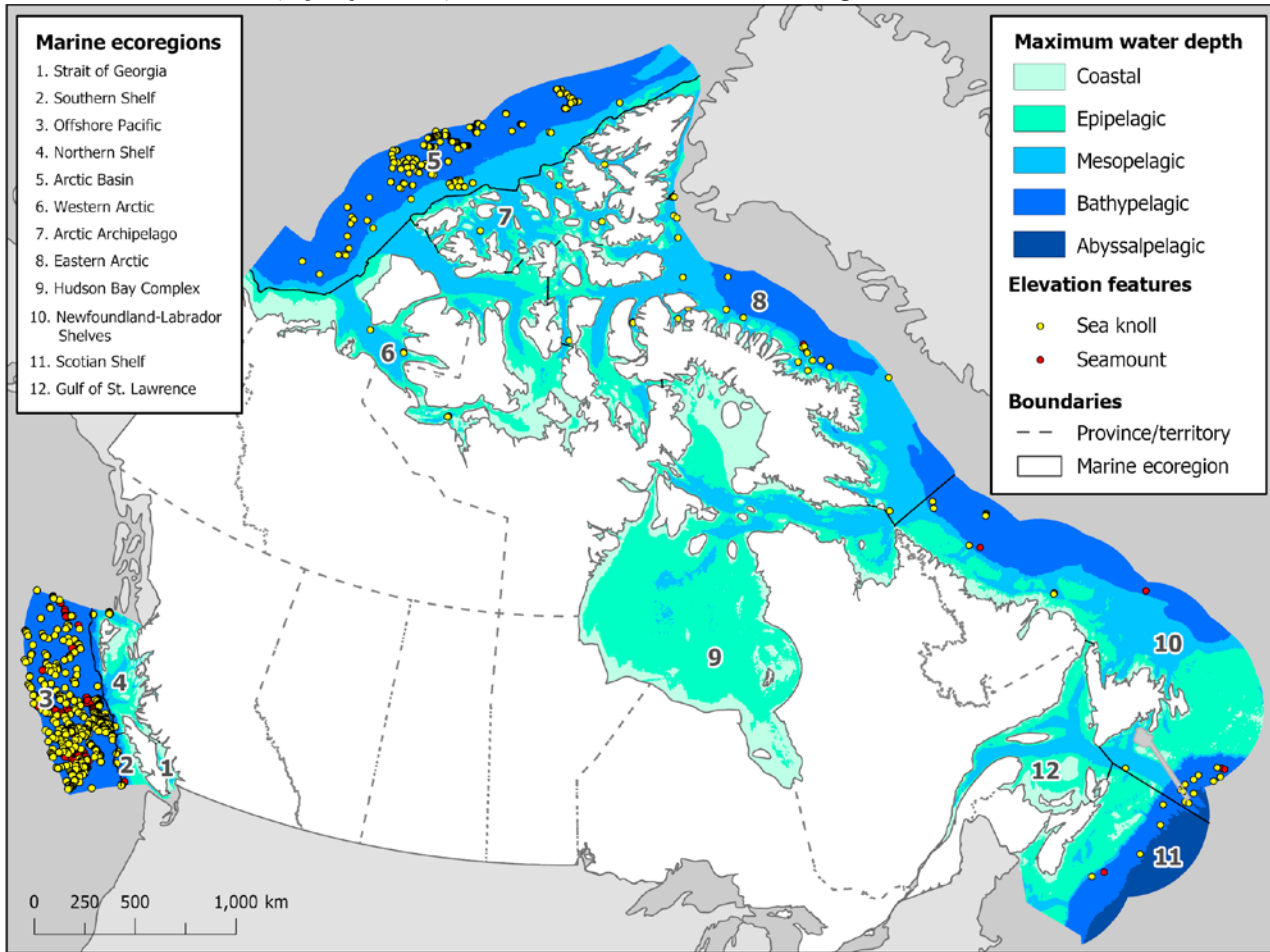 Marine ecoregions
1. Strait of Georgia
2. Southern Shelf
3. Offshore Pacific
4. Northern Shelf
5. Arctic Basin
6. Western Arctic
7. Arctic Archipelago
8. Eastern Arctic
9. Hudson Bay Complex
10. Newfoundland-Labrador
Shelves
11. Scotian Shelf
12. Gulf of St. Lawrence
Maximum water depth
Coastal
Epipelagic
Mesopelagic
Bathypelagic
Abyssalpelagic
Elevation features
Sea knoll
Seamount
Boundaries
Province/territory
Marine ecoregion
5
7
8
6
3
4
2
1
9
10
12
11
0 250 500 1,000 km